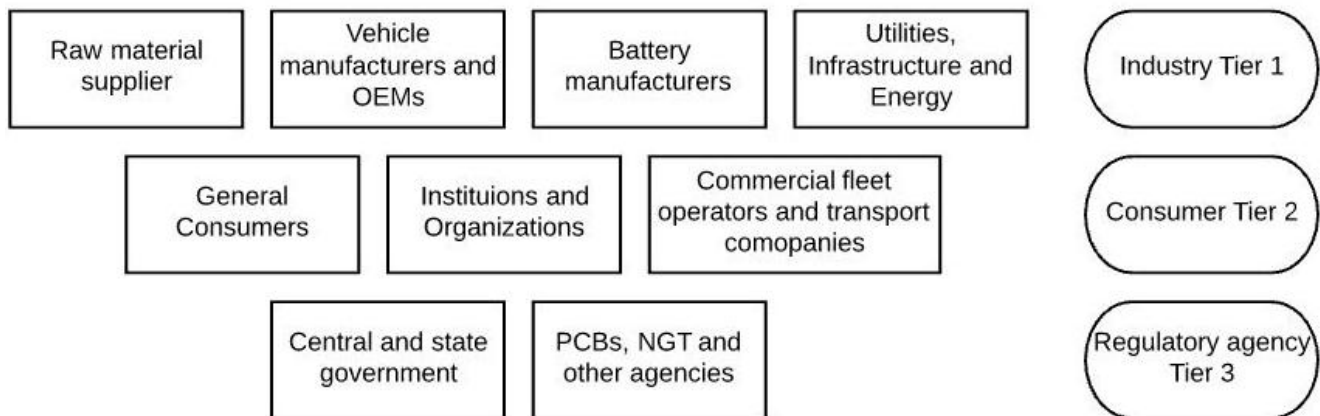 Raw material
supplier
Vehicle
manufacturers and
OEMs
Battery
manufacturers
Utilities,
Infrastructure and
Energy
Industry Tier 1
General
Consumers
Instituions and
Organizations
Commercial fleet
operators and transport
comopanies
Consumer Tier 2
Central and state
government
PCBs, NGT and
other agencies
Regulatory agency
Tier 3